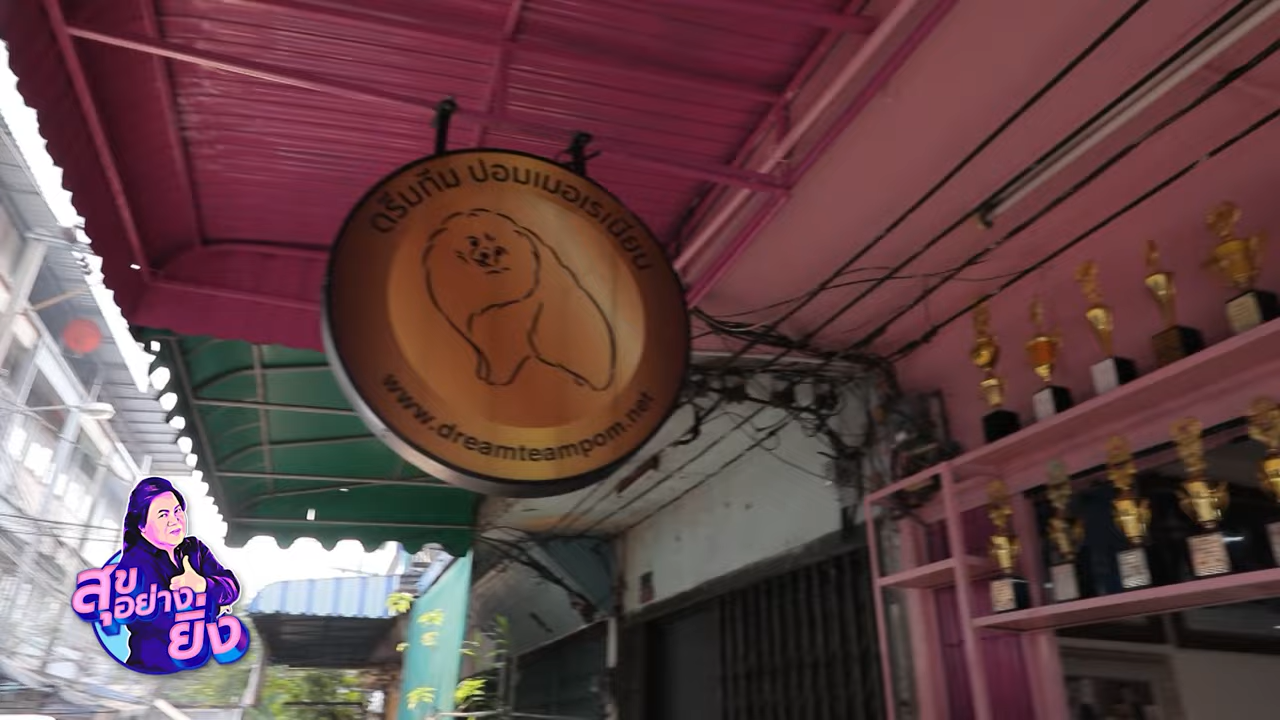 ดรีมทีม ปอมเมอเรเนียน
www.dreamteampom.net
สุข
อย่าง
ยิ่ง